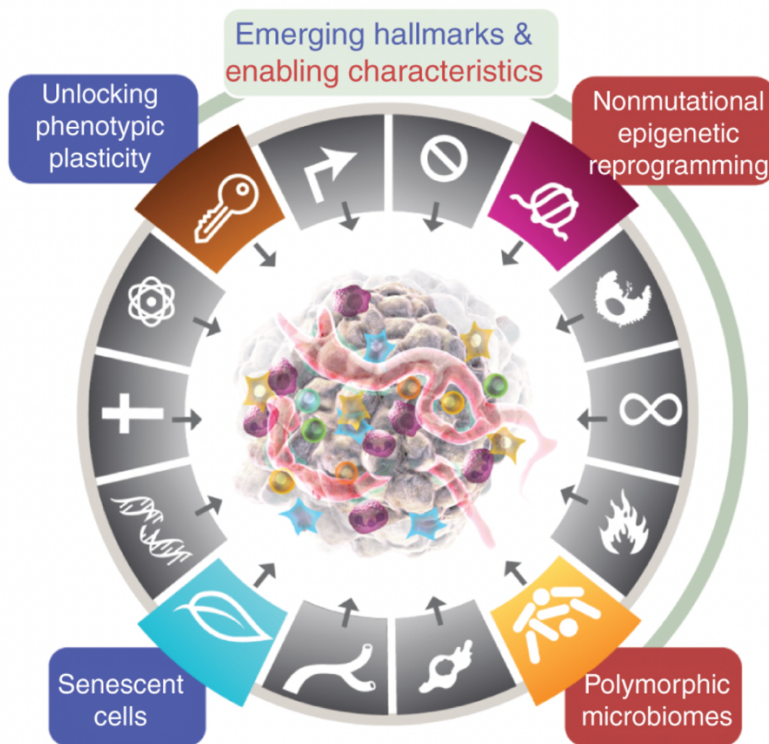 Emerging hallmarks &
enabling characteristics
Unlocking
phenotypic
plasticity
Nonmutational
epigenetic
reprogramming
Senescent
cells
Polymorphic
microbiomes